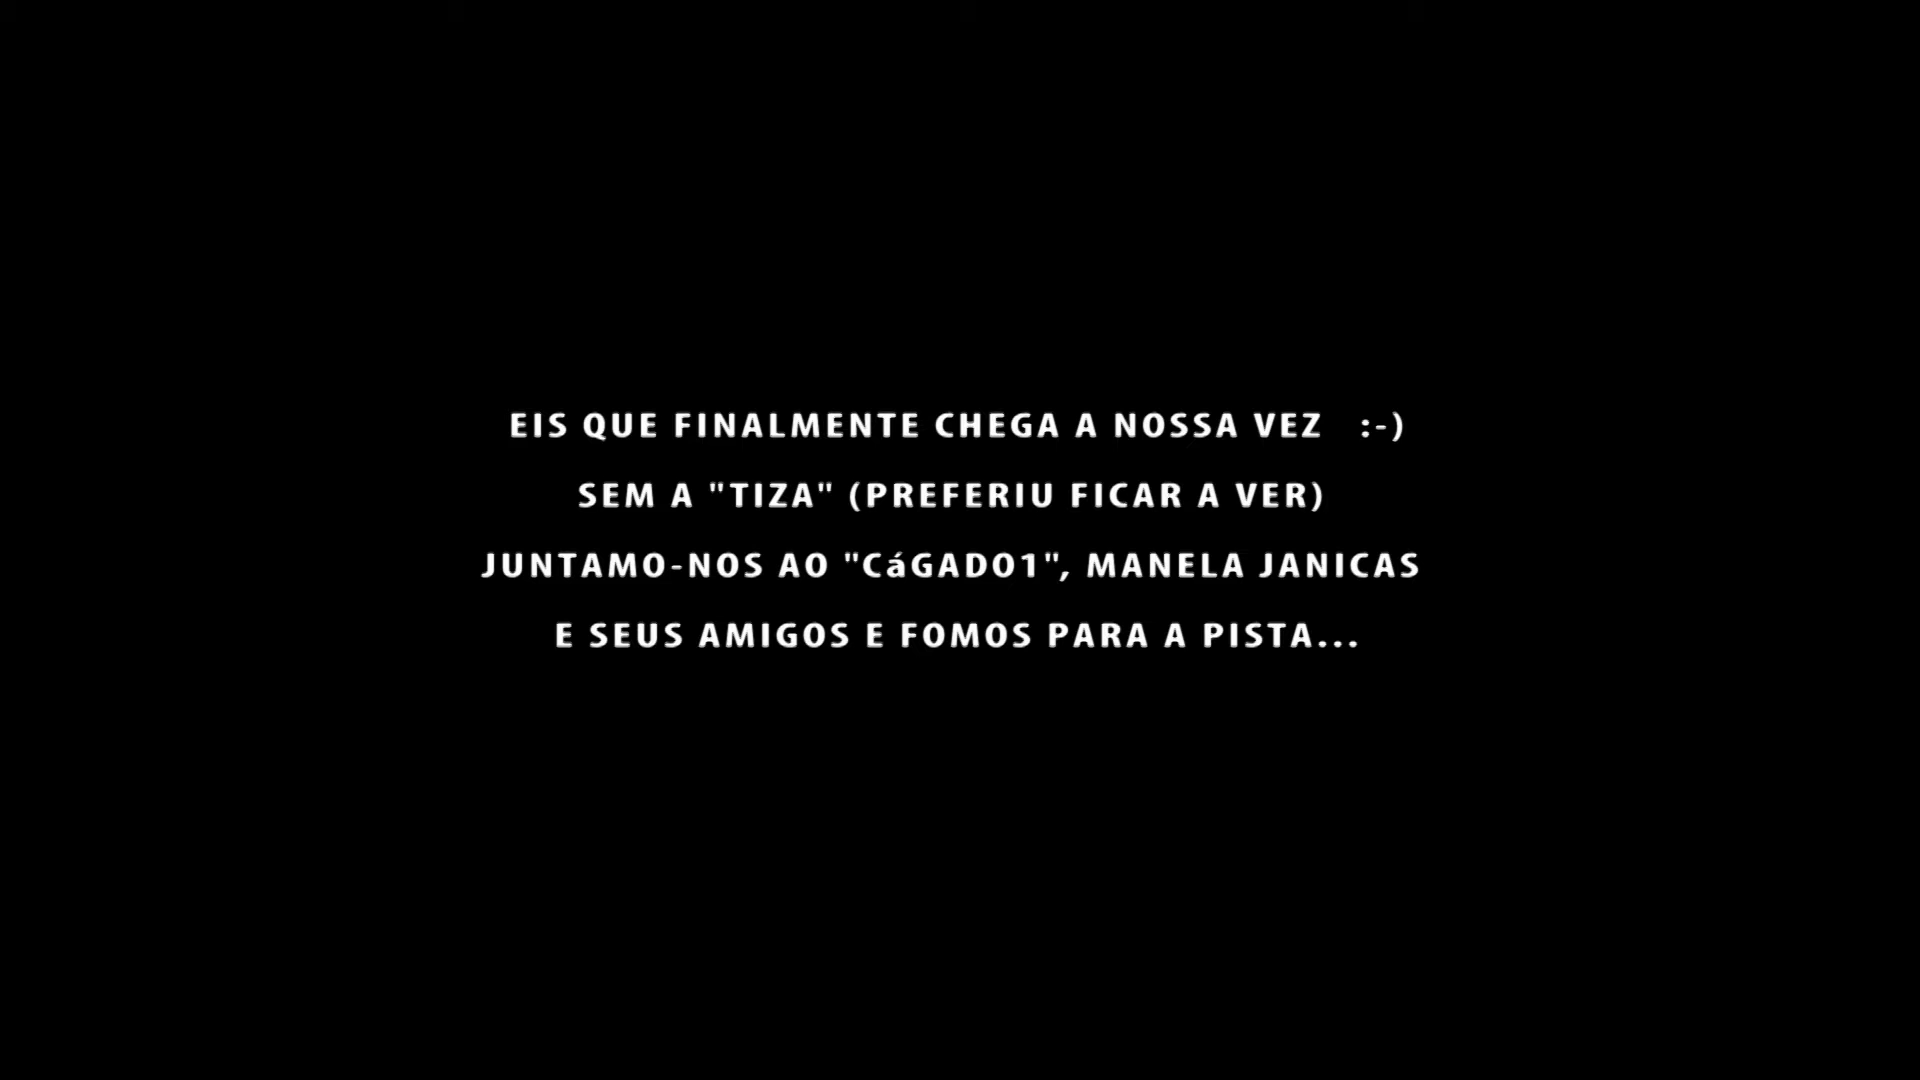 EIS QUE FINALMENTE CHEGA A NOSSA VEZ   :-)
SEM A "TIZA" (PREFERIU FICAR A VER)
JUNTAMO-NOS AO "CáGADO1", MANELA JANICAS
E SEUS AMIGOS E FOMOS PARA A PISTA...